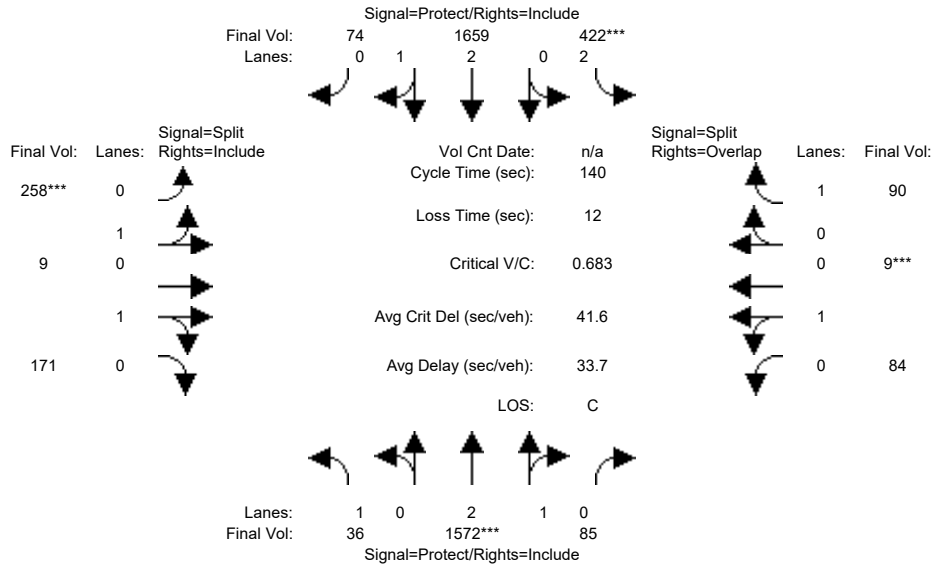 Signal=Protect/Rights=Include
Final Vol: 74 1659 422***
Lanes: 0 1 2 0 2
Signal=Split
Final Vol: Lanes: Rights=Include
Vol Cnt Date: n/a
Signal=Split
Rights=Overlap Lanes: Final Vol:
Cycle Time (sec): 140
258*** 0
1 90
Loss Time (sec): 12
1
0
9 0
Critical V/C: 0.683
0 9***
1
Avg Crit Del (sec/veh): 41.6
1
171 0
Avg Delay (sec/veh): 33.7
0 84
LOS: C
Lanes: 1 0 2 1 0
Final Vol: 36 1572*** 85
Signal=Protect/Rights=Include